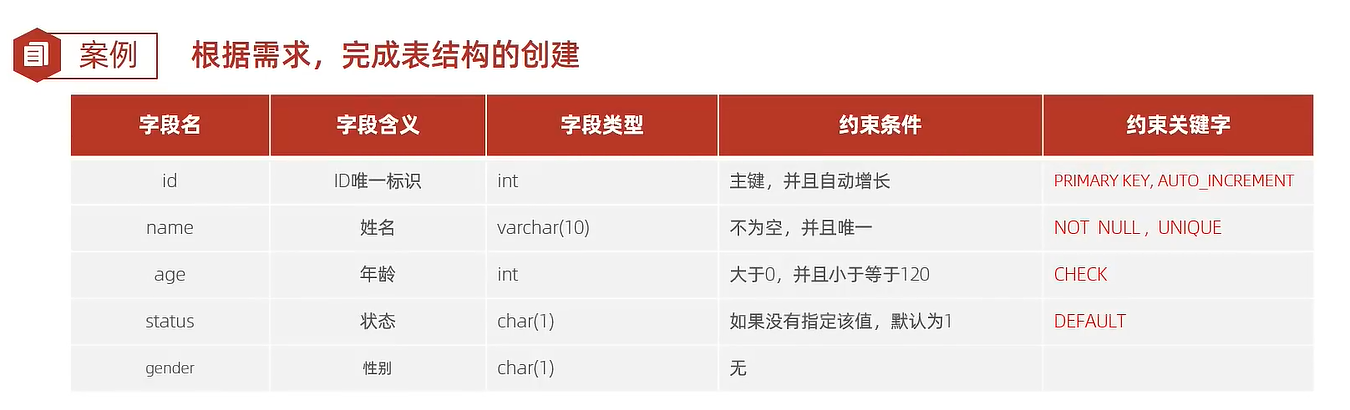 案例 根据需求，完成表结构的创建
字段名 字段含义 字段类型 约束条件 约束关键字
id ID唯一标识 int 主键，并且自动增长 PRIMARY KEY, AUTO_INCREMENT
name 姓名 varchar(10) 不为空，并且唯一 NOT NULL , UNIQUE
age 年龄 int 大于0，并且小于等于120 CHECK
status 状态 char(1) 如果没有指定该值，默认为1 DEFAULT
gender 性别 char(1) 无